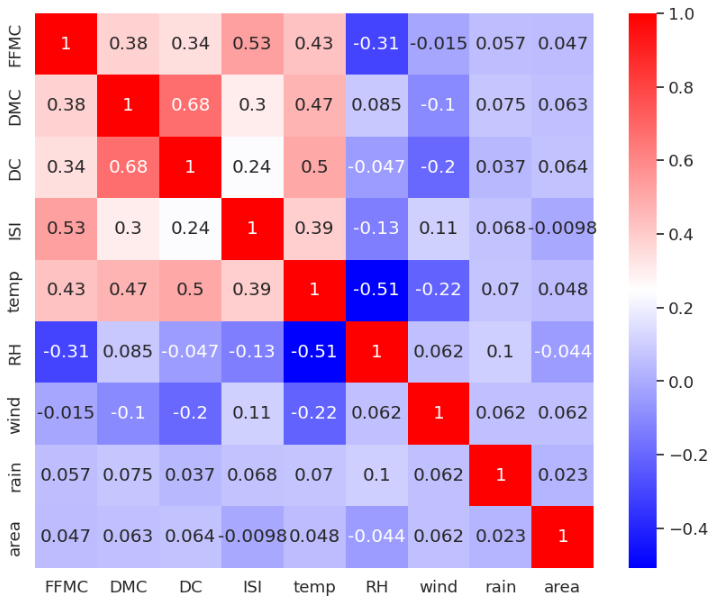 FFMC 1 0.38 0.34 0.53 0.43 -0.31 -0.015 0.057 0.047
DMC 0.38 1 0.68 0.3 0.47 0.085 -0.1 0.075 0.063
DC 0.34 0.68 1 0.24 0.5 -0.047 -0.2 0.037 0.064
ISI 0.53 0.3 0.24 1 0.39 -0.13 0.11 0.068 -0.0098
temp 0.43 0.47 0.5 0.39 1 -0.51 -0.22 0.07 0.048
RH -0.31 0.085 -0.047 -0.13 -0.51 1 0.062 0.1 -0.044
wind -0.015 -0.1 -0.2 0.11 -0.22 0.062 1 0.062 0.062
rain 0.057 0.075 0.037 0.068 0.07 0.1 0.062 1 0.023
area 0.047 0.063 0.064 -0.0098 0.048 -0.044 0.062 0.023 1
FFMC DMC DC ISI temp RH wind rain area
1.0
0.8
0.6
0.4
0.2
0.0
−0.2
−0.4